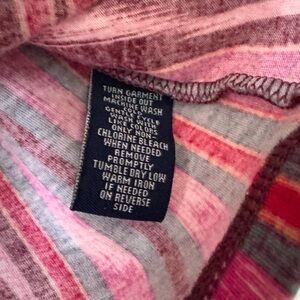 TURN GARMENT
INSIDE OUT
MACHINE WASH
COLD
GENTLE CYCLE
WASH WITH
LIKE COLORS
ONLY NON-
CHLORINE BLEACH
WHEN NEEDED
REMOVE
PROMPTLY
TUMBLE DRY LOW
WARM IRON
IF NEEDED
ON REVERSE
SIDE